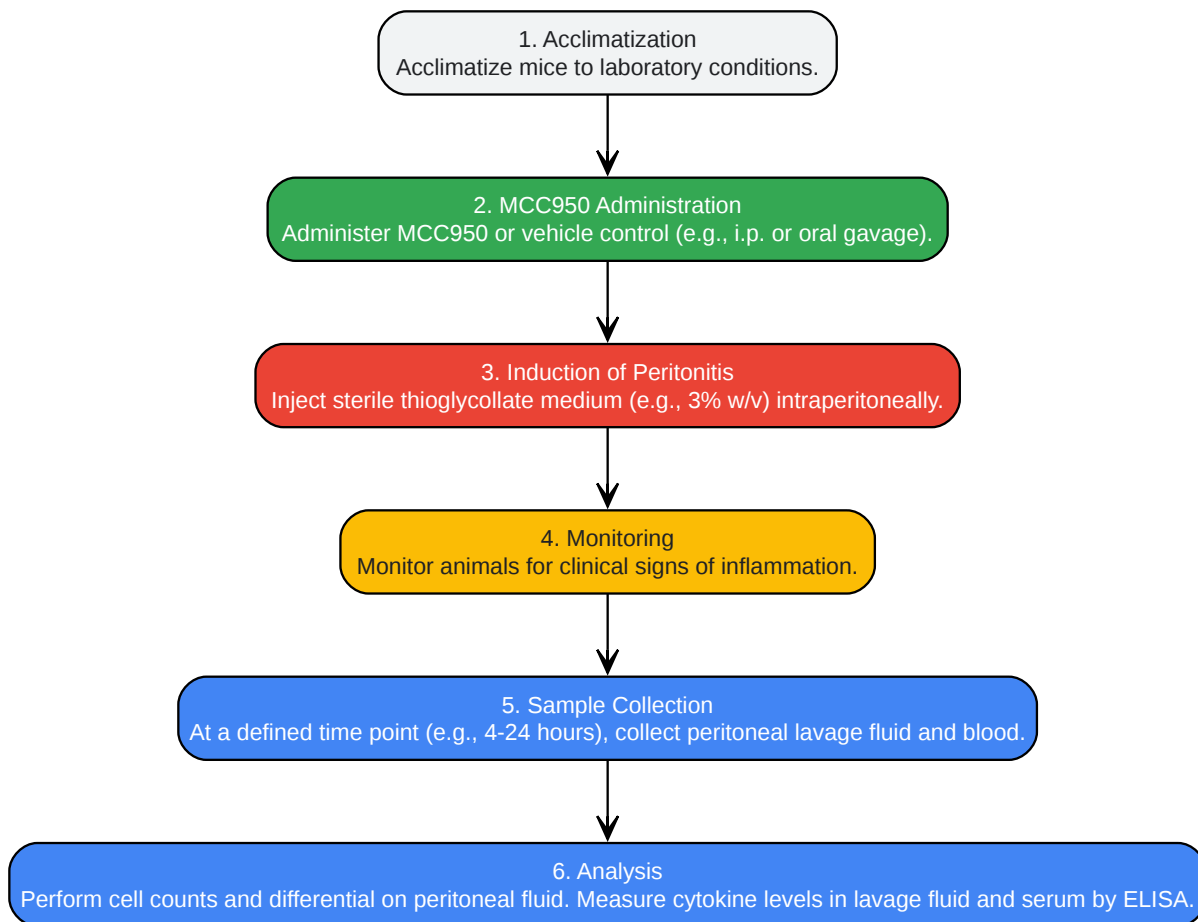 1. Acclimatization
Acclimatize mice to laboratory conditions.
2. MCC950 Administration
Administer MCC950 or vehicle control (e.g., i.p. or oral gavage).
3. Induction of Peritonitis
Inject sterile thioglycollate medium (e.g., 3% w/v) intraperitoneally.
4. Monitoring
Monitor animals for clinical signs of inflammation.
5. Sample Collection
At a defined time point (e.g., 4-24 hours), collect peritoneal lavage fluid and blood.
6. Analysis
Perform cell counts and differential on peritoneal fluid. Measure cytokine levels in lavage fluid and serum by ELISA.